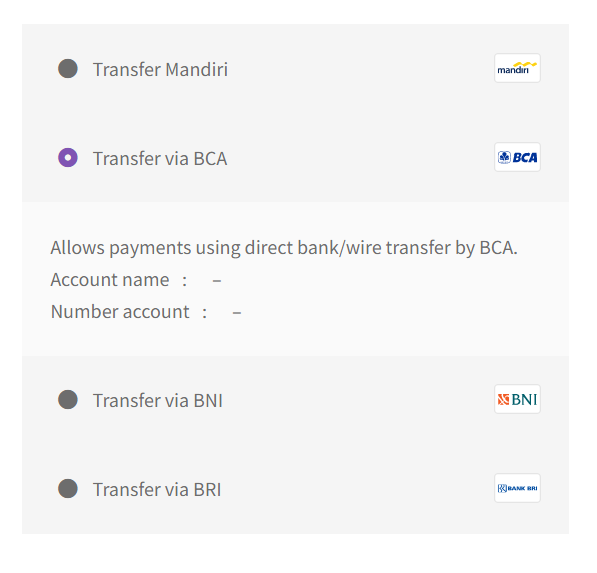 Transfer Mandiri
mandırı
Transfer via BCA
BCA
Allows payments using direct bank/wire transfer by BCA.
Account name : –
Number account : –
Transfer via BNI
BNI
Transfer via BRI
BANK BRI